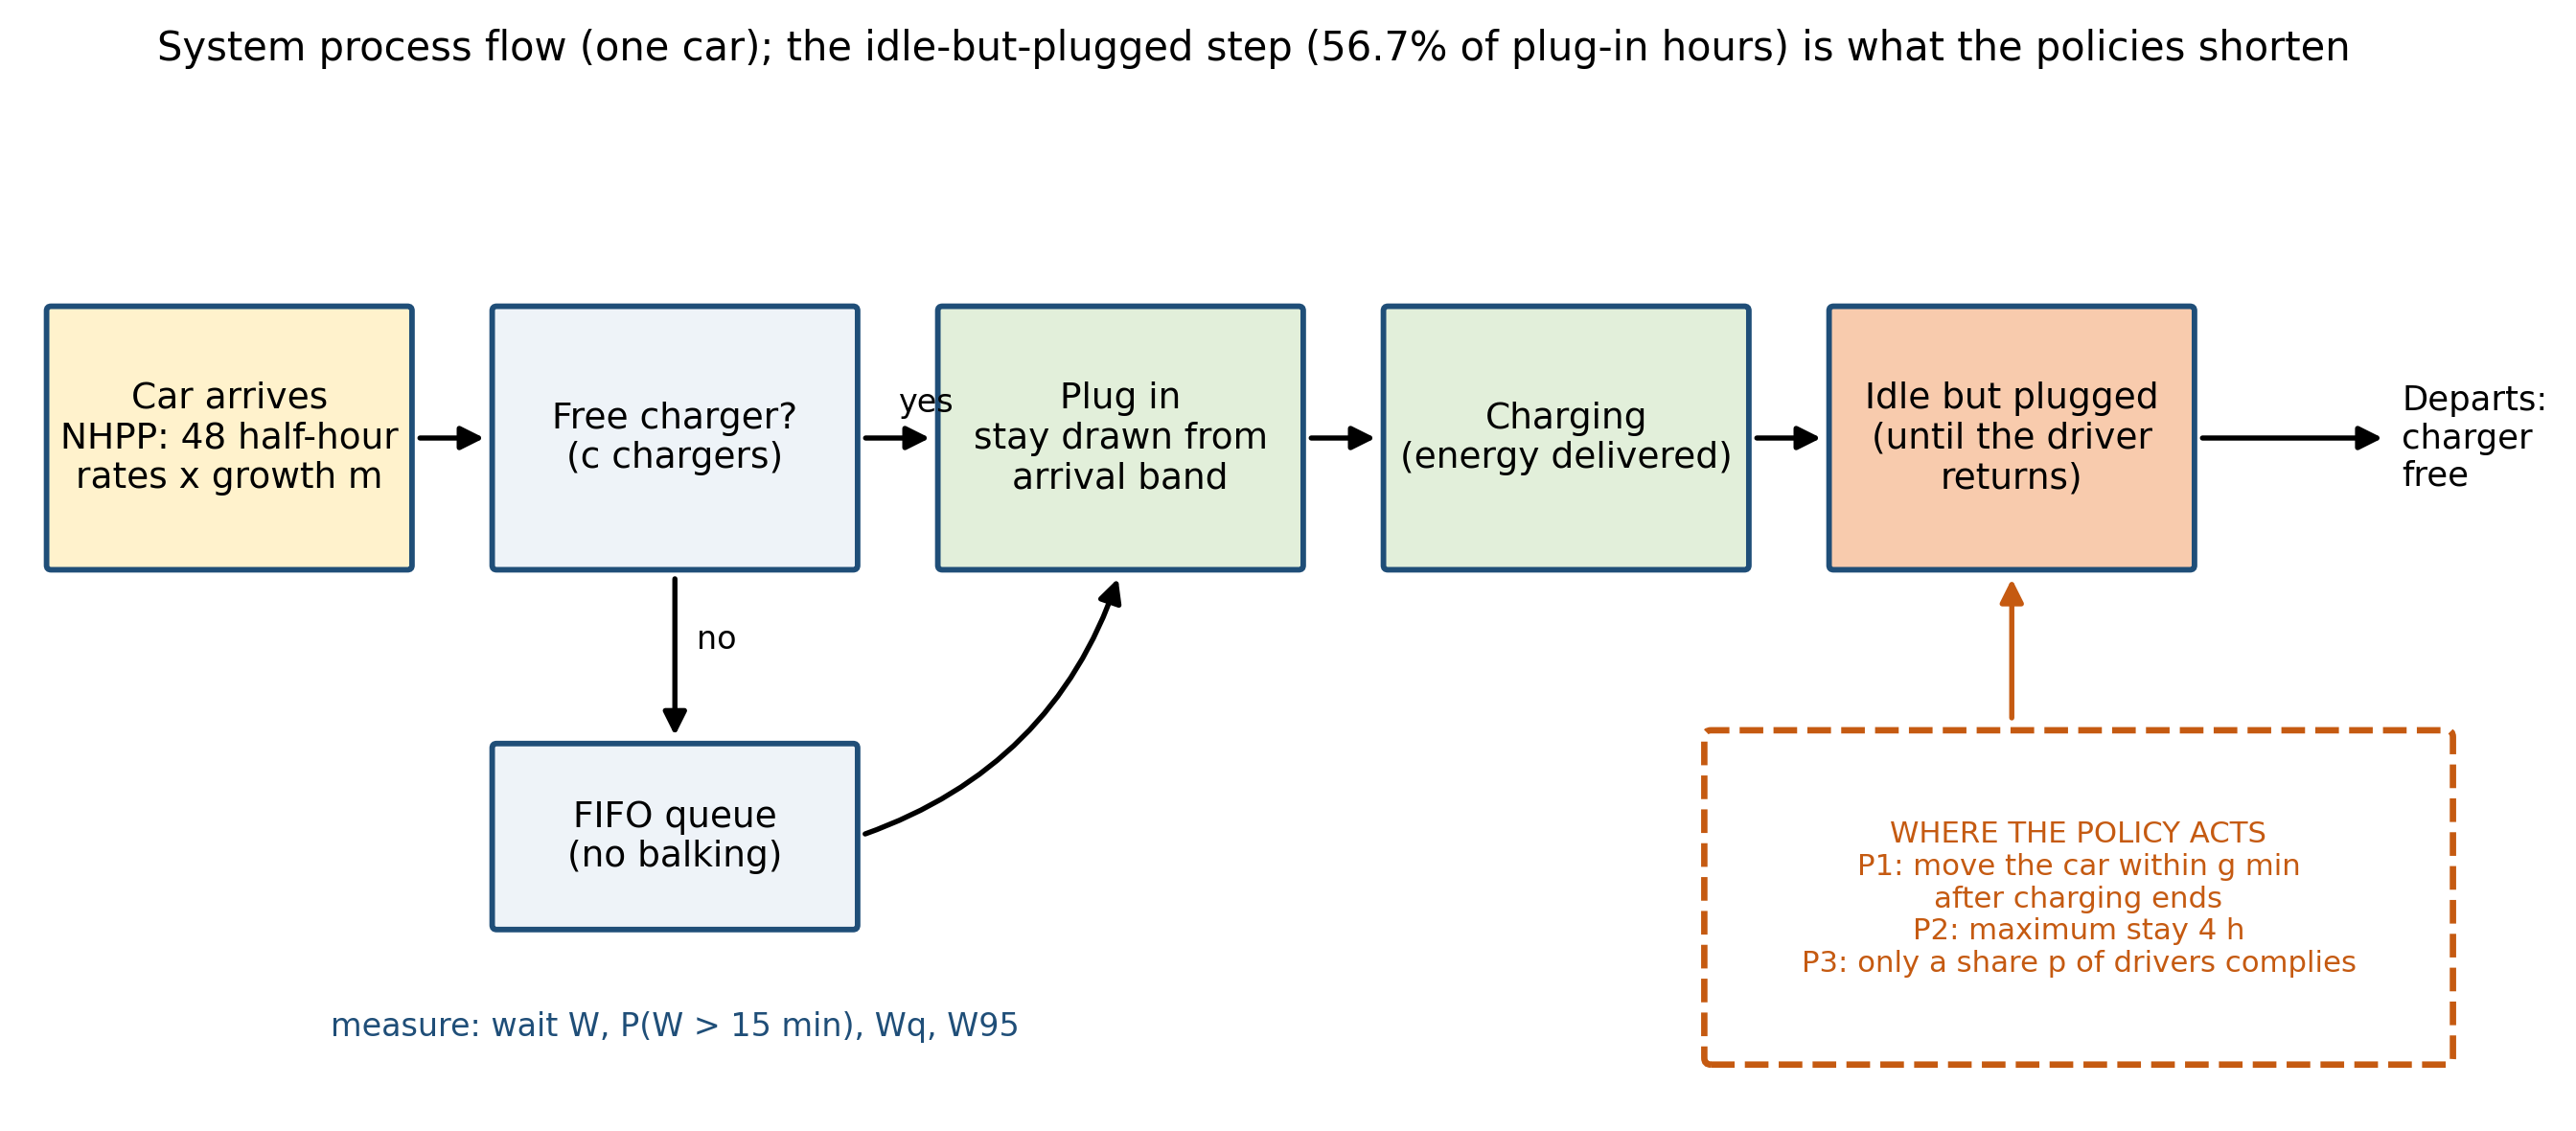 System process flow (one car); the idle-but-plugged step (56.7% of plug-in hours) is what the policies shorten
Car arrives
NHPP: 48 half-hour
rates x growth m
Free charger?
(c chargers)
yes
Plug in
stay drawn from
arrival band
Charging
(energy delivered)
Idle but plugged
(until the driver
returns)
Departs:
charger
free
no
FIFO queue
(no balking)
WHERE THE POLICY ACTS
P1: move the car within g min
after charging ends
P2: maximum stay 4 h
P3: only a share p of drivers complies
measure: wait W, P(W > 15 min), Wq, W95